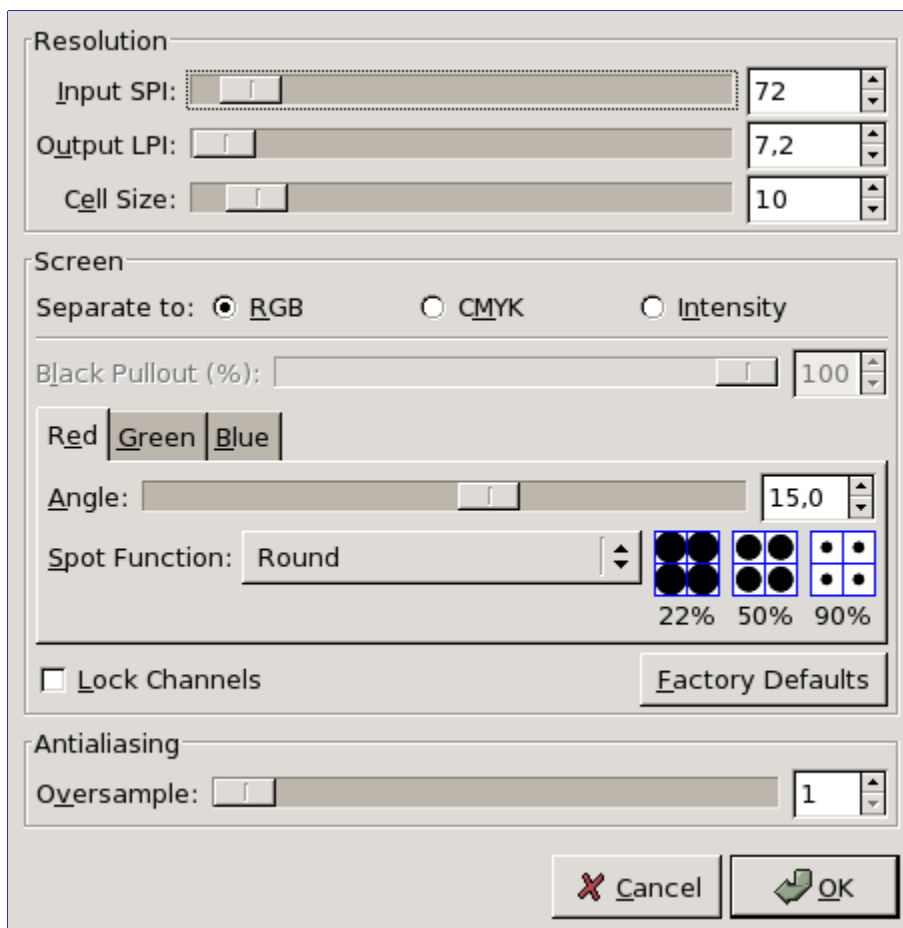 Resolution
Input SPI: 72
Output LPI: 7,2
Cell Size: 10
Screen
Separate to: RGB CMYK Intensity
Black Pullout (%): 100
Red Green Blue
Angle: 15,0
Spot Function: Round
22% 50% 90%
Lock Channels Factory Defaults
Antialiasing
Oversample: 1
Cancel OK